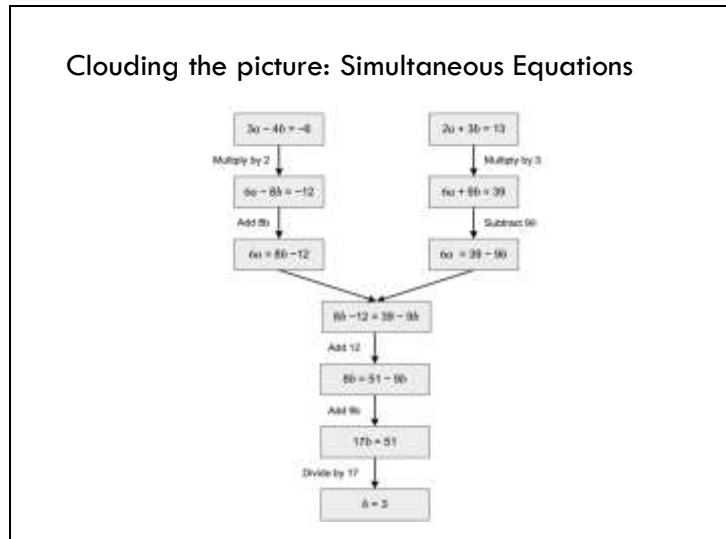 Clouding the picture: Simultaneous Equations
3a − 4b = −6
2a + 3b = 13
Multiply by 2
Multiply by 3
6a − 8b = −12
6a + 9b = 39
Add 8b
Subtract 9b
6a = 8b −12
6a = 39 − 9b
8b −12 = 39 − 9b
Add 12
8b = 51 − 9b
Add 9b
17b = 51
Divide by 17
b = 3